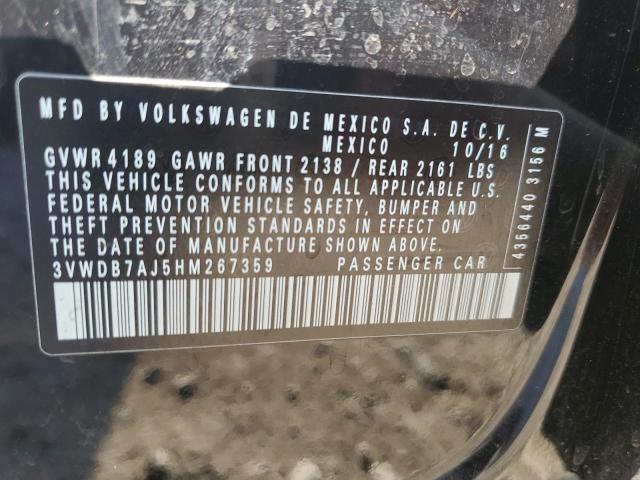 MFD BY VOLKSWAGEN DE MEXICO S.A. DE C.V.
MEXICO 10/16
GVWR 4189 GAWR FRONT 2138 / REAR 2161 LBS
THIS VEHICLE CONFORMS TO ALL APPLICABLE U.S.
FEDERAL MOTOR VEHICLE SAFETY, BUMPER AND
THEFT PREVENTION STANDARDS IN EFFECT ON
THE DATE OF MANUFACTURE SHOWN ABOVE.
3VWDB7AJ5HM267359 PASSENGER CAR
4366440 3156 M